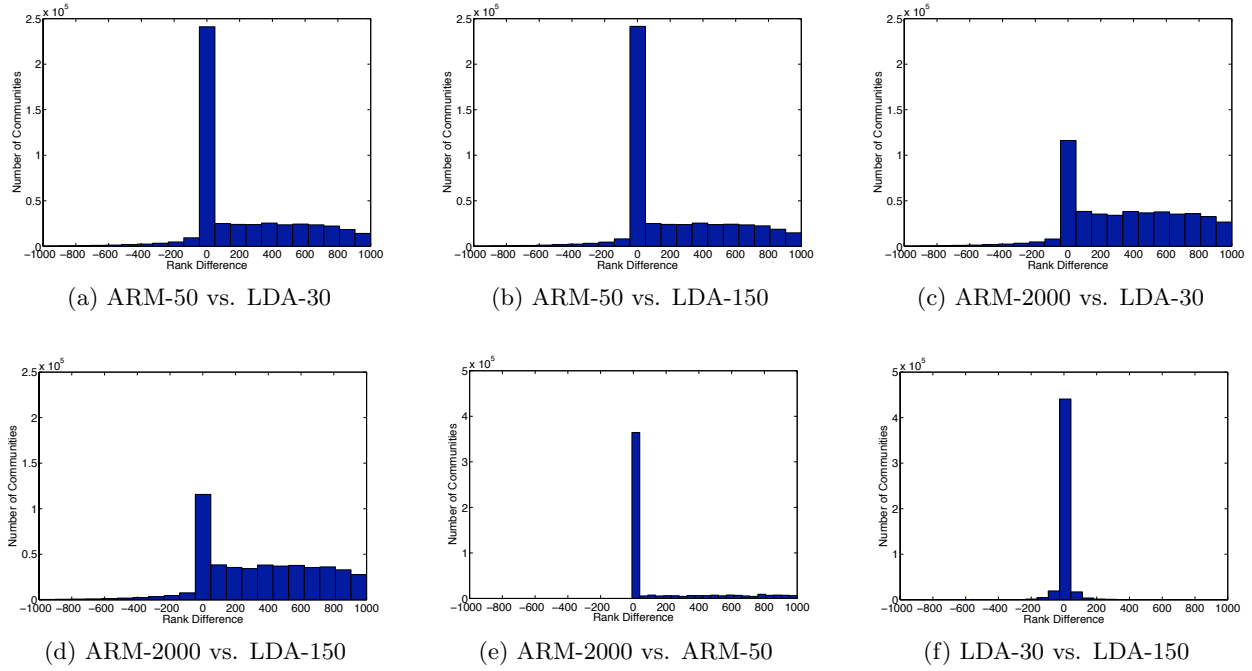 2.5 x 10^5
2
1.5
1
0.5
0
Number of Communities
−1000 −800 −600 −400 −200 0 200 400 600 800 1000
Rank Difference
(a) ARM-50 vs. LDA-30
2.5 x 10^5
2
1.5
1
0.5
0
Number of Communities
−1000 −800 −600 −400 −200 0 200 400 600 800 1000
Rank Difference
(b) ARM-50 vs. LDA-150
2.5 x 10^5
2
1.5
1
0.5
0
Number of Communities
−1000 −800 −600 −400 −200 0 200 400 600 800 1000
Rank Difference
(c) ARM-2000 vs. LDA-30
2.5 x 10^5
2
1.5
1
0.5
0
Number of Communities
−1000 −800 −600 −400 −200 0 200 400 600 800 1000
Rank Difference
(d) ARM-2000 vs. LDA-150
5 x 10^5
4
3
2
1
0
Number of Communities
−1000 −800 −600 −400 −200 0 200 400 600 800 1000
Rank Difference
(e) ARM-2000 vs. ARM-50
5 x 10^5
4
3
2
1
0
Number of Communities
−1000 −800 −600 −400 −200 0 200 400 600 800 1000
Rank Difference
(f) LDA-30 vs. LDA-150